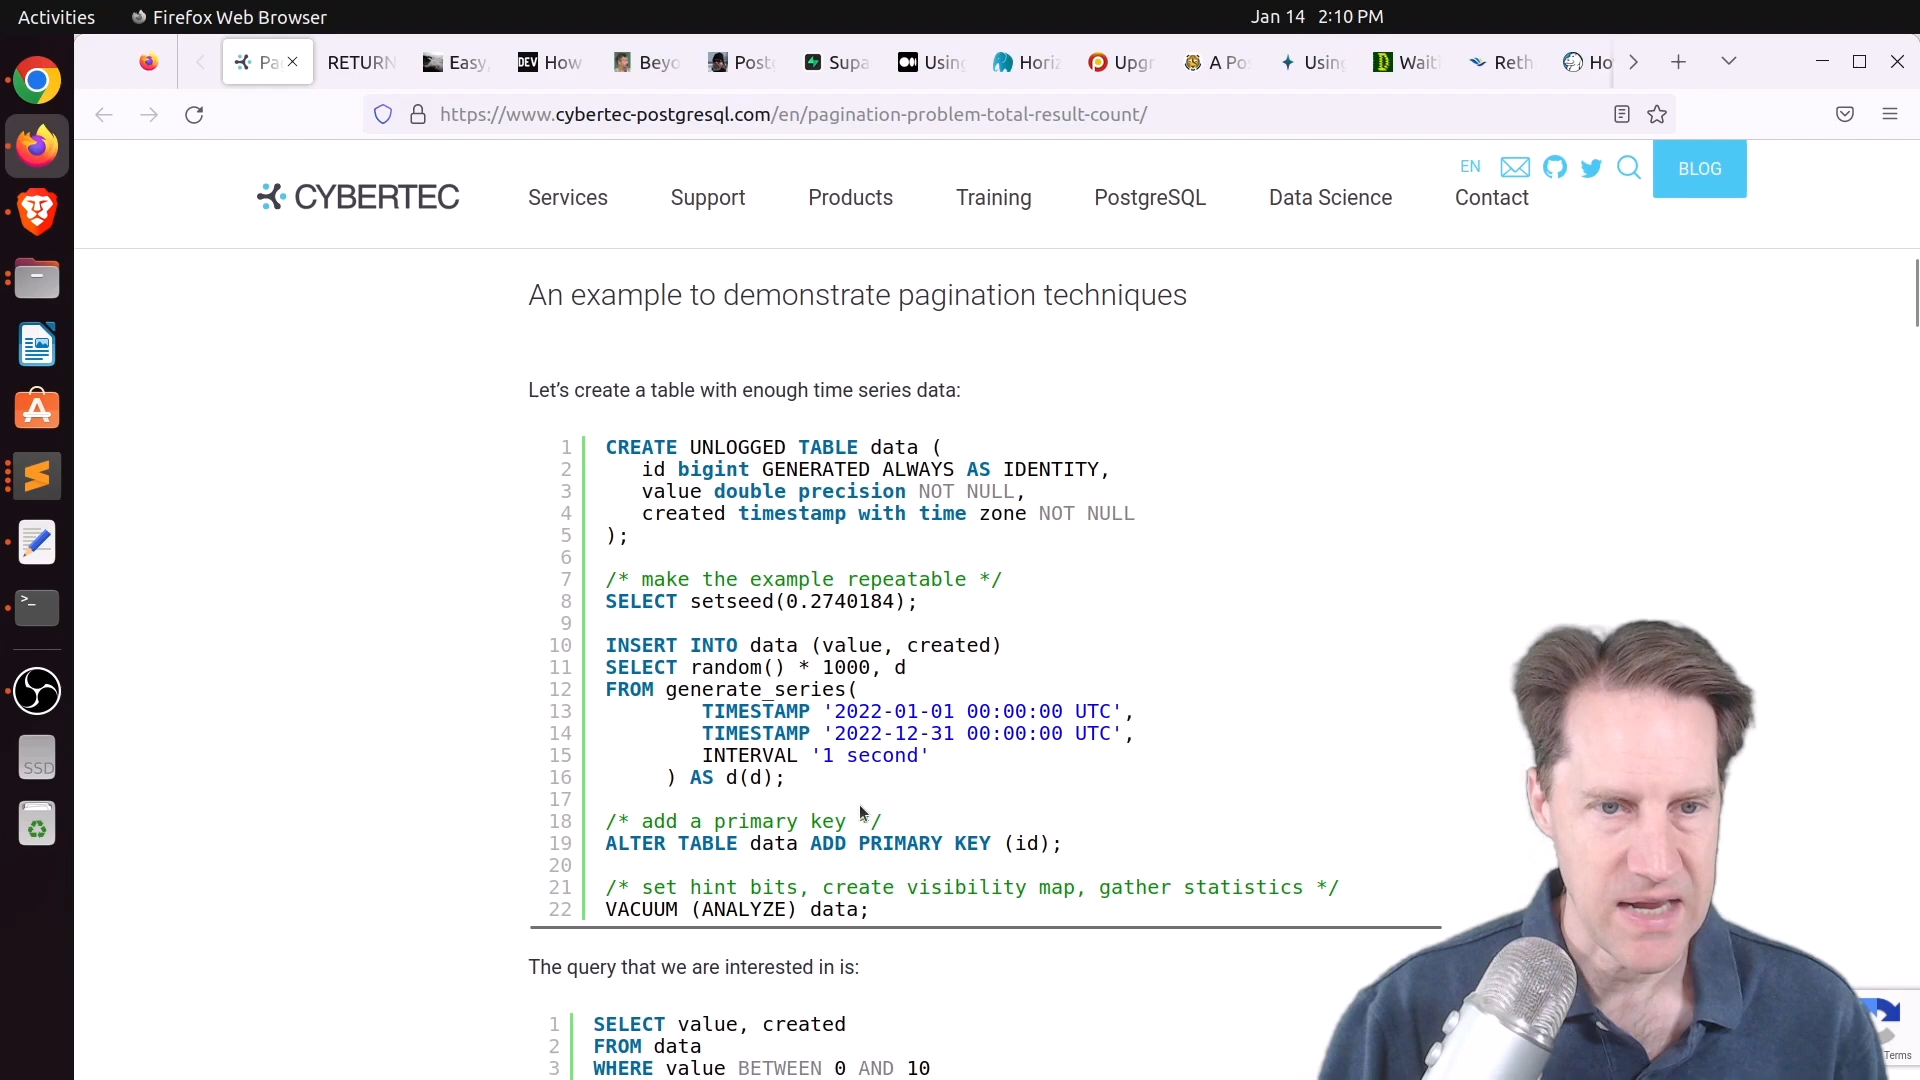 Activities Firefox Web Browser Jan 14 2:10 PM
Pa RETURN Easy, DEV How Beyo Posto Supa Using Horiz Upgr A Po Using Wait Reth Ho
https://www.cybertec-postgresql.com/en/pagination-problem-total-result-count/
EN BLOG
CYBERTEC Services Support Products Training PostgreSQL Data Science Contact
An example to demonstrate pagination techniques
Let’s create a table with enough time series data:
1 CREATE UNLOGGED TABLE data (
2 id bigint GENERATED ALWAYS AS IDENTITY,
3 value double precision NOT NULL,
4 created timestamp with time zone NOT NULL
5 );
6
7 /* make the example repeatable */
8 SELECT setseed(0.2740184);
9
10 INSERT INTO data (value, created)
11 SELECT random() * 1000, d
12 FROM generate_series(
13 TIMESTAMP '2022-01-01 00:00:00 UTC',
14 TIMESTAMP '2022-12-31 00:00:00 UTC',
15 INTERVAL '1 second'
16 ) AS d(d);
17
18 /* add a primary key */
19 ALTER TABLE data ADD PRIMARY KEY (id);
20
21 /* set hint bits, create visibility map, gather statistics */
22 VACUUM (ANALYZE) data;
The query that we are interested in is:
1 SELECT value, created
2 FROM data
3 WHERE value BETWEEN 0 AND 10
SSD
Terms